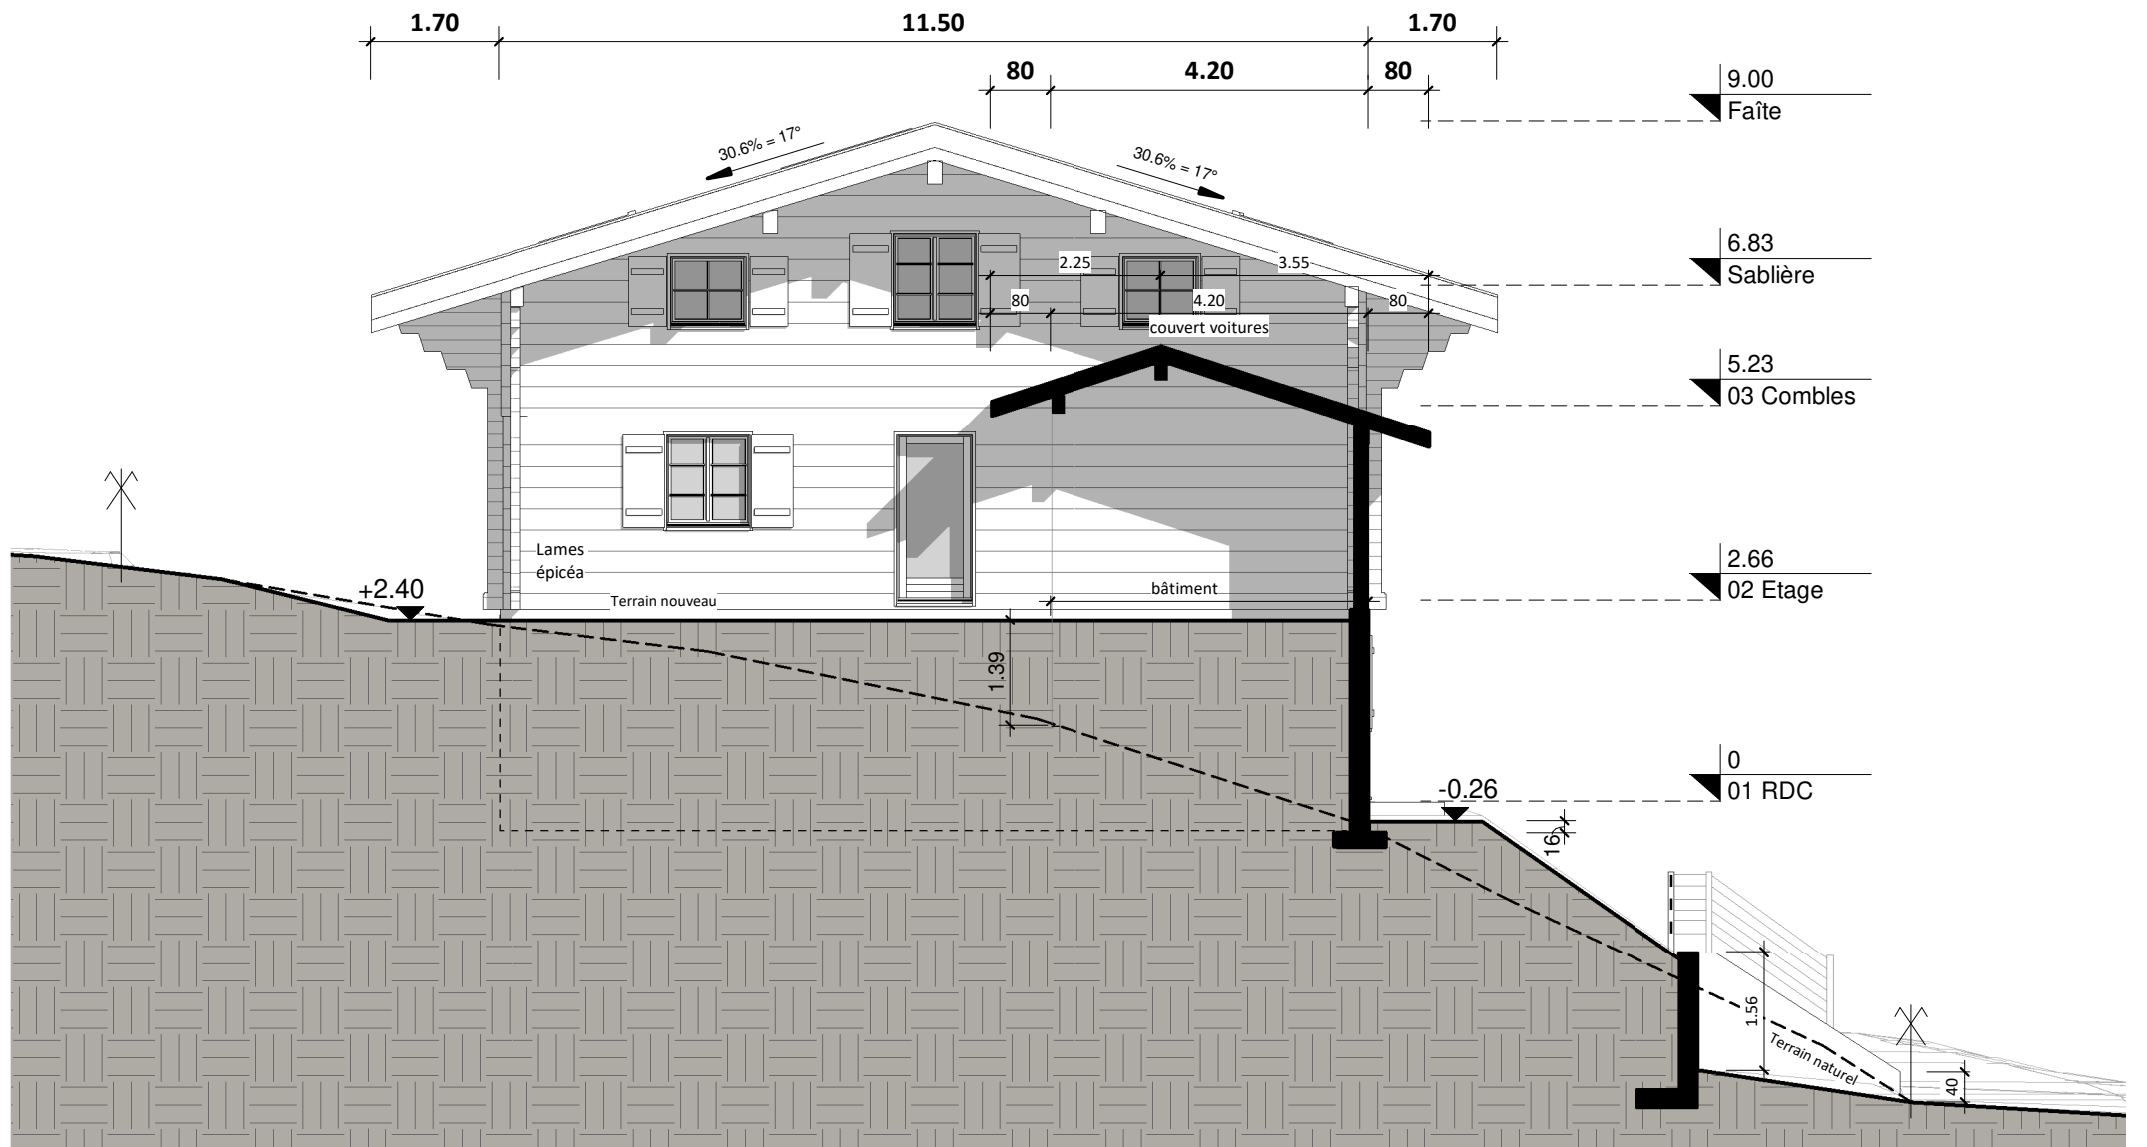 1.70 11.50 1.70
80 4.20 80
9.00
Faîte
30.6% = 17°
30.6% = 17°
6.83
Sablière
2.25 3.55
80 4.20 80
couvert voitures
5.23
03 Combles
Lames
épicéa
2.66
02 Etage
+2.40
Terrain nouveau
bâtiment
1.39
0
01 RDC
-0.26
16
1.56
Terrain naturel
40